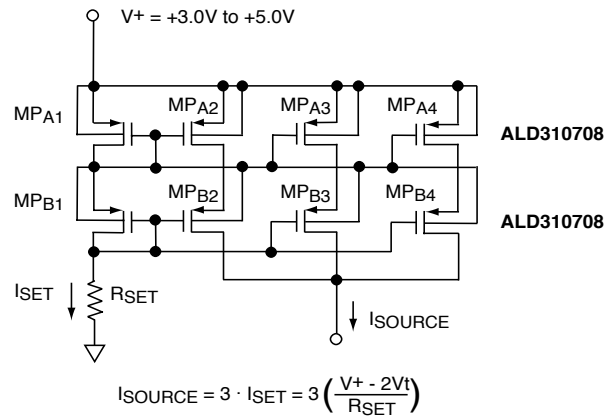 V+ = +3.0V to +5.0V
MPA1
MPA2
MPA3
MPA4
ALD310708
MPB1
MPB2
MPB3
MPB4
ALD310708
ISET
RSET
ISOURCE
ISOURCE = 3 · ISET = 3 ( V+ - 2Vt / RSET )